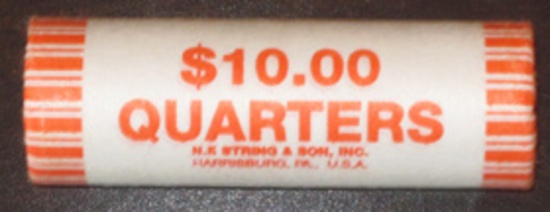 $10.00
QUARTERS
N.F. STRING & SON, INC.
HARRISBURG, PA., U.S.A.